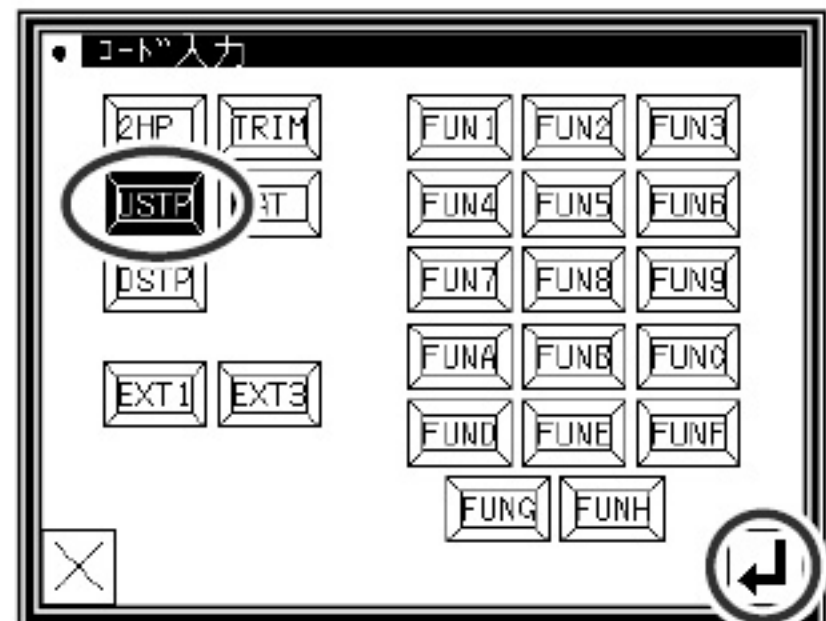 コード入力
2HP TRIM FUN1 FUN2 FUN3
USTP FUN4 FUN5 FUN6
DSTP FUN7 FUN8 FUN9
FUNA FUNB FUNC
EXT1 EXT3
FUND FUNE FUNF
FUNG FUNH